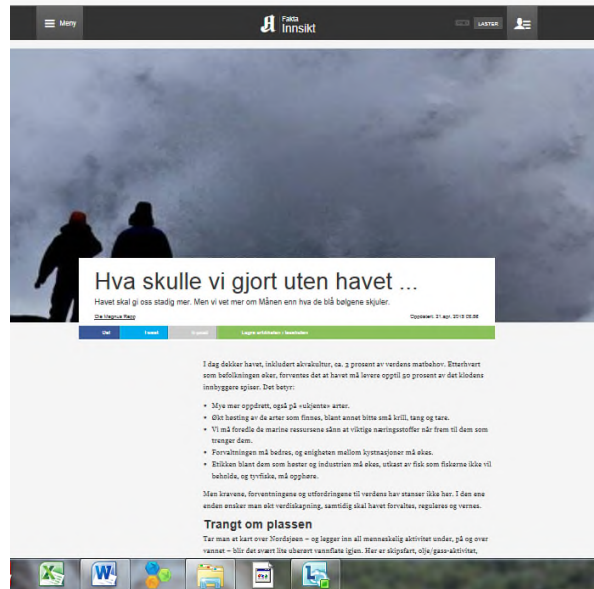 Meny
Fakta
Innsikt
LASTER
Hva skulle vi gjort uten havet ...
Havet skal gi oss stadig mer. Men vi vet mer om Månen enn hva de blå bølgene skjuler.
Ole Magnus Rapp
Oppdatert: 21.apr. 2015
Del
Tweet
E-post
Lagre artikkelen i leselisten
I dag dekker havet, inkludert akvakultur, ca. 3 prosent av verdens matbehov. Etterhvert
som befolkningen øker, forventes det at havet må levere opptil 50 prosent av det klodens
innbyggere spiser. Det betyr:
• Mye mer oppdrett, også på «ukjente» arter.
• Økt høsting av de arter som finnes, blant annet bitte små krill, tang og tare.
• Vi må foredle de marine ressursene sånn at viktige næringsstoffer når frem til dem som
trenger dem.
• Forvaltningen må bedres, og enigheten mellom kystnasjoner må økes.
• Etikken blant dem som høster og industrien må økes, utkast av fisk som fiskerne ikke vil
beholde, og tyvfiske, må opphøre.
Men kravene, forventningene og utfordringene til verdens hav stanser ikke her. I den ene
enden ønsker man økt verdiskapning, samtidig skal havet forvaltes, reguleres og vernes.
Trangt om plassen
Tar man et kart over Nordsjøen – og legger inn all menneskelig aktivitet under, på og over
vannet – blir det svært lite uberørt vannflate igjen. Her er skipsfart, olje/gass-aktivitet,